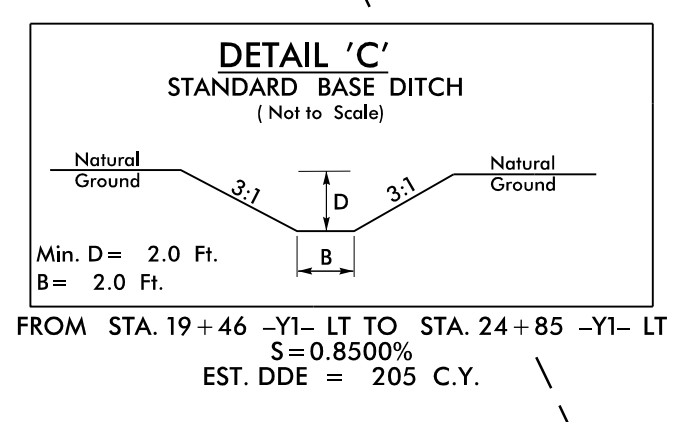 DETAIL 'C'
STANDARD BASE DITCH
( Not to Scale)
Natural
Ground
3:1
D
3:1
Natural
Ground
Min. D= 2.0 Ft.
B
B= 2.0 Ft.
FROM STA. 19+46 -Y1- LT TO STA. 24+85 -Y1- LT
S=0.8500%
EST. DDE = 205 C.Y.